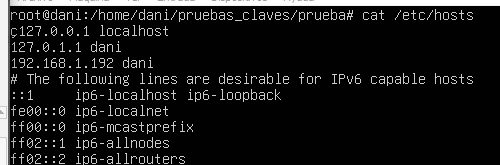 root@dani:/home/dani/pruebas_claves/prueba# cat /etc/hosts
ç127.0.0.1 localhost
127.0.1.1 dani
192.168.1.192 dani
# The following lines are desirable for IPv6 capable hosts
::1     ip6-localhost ip6-loopback
fe00::0 ip6-localnet
ff00::0 ip6-mcastprefix
ff02::1 ip6-allnodes
ff02::2 ip6-allrouters